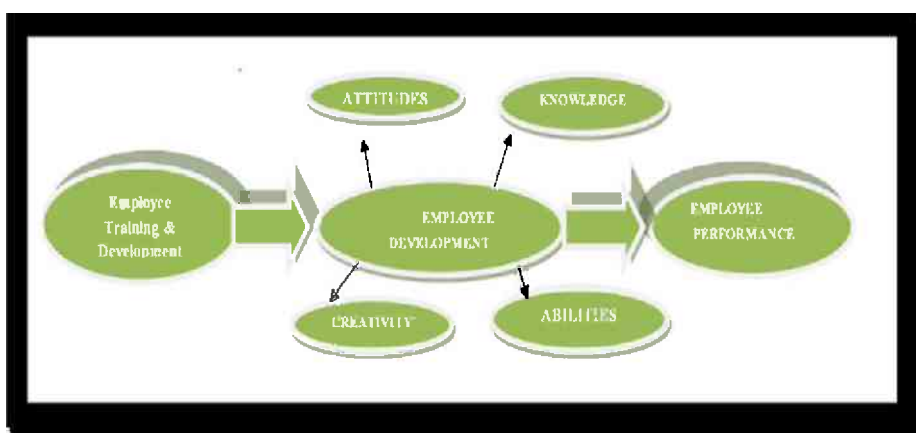 ATTITUDES
KNOWLEDGE
Employee
Training &
Development
EMPLOYEE
DEVELOPMENT
EMPLOYEE
PERFORMANCE
CREATIVITY
ABILITIES